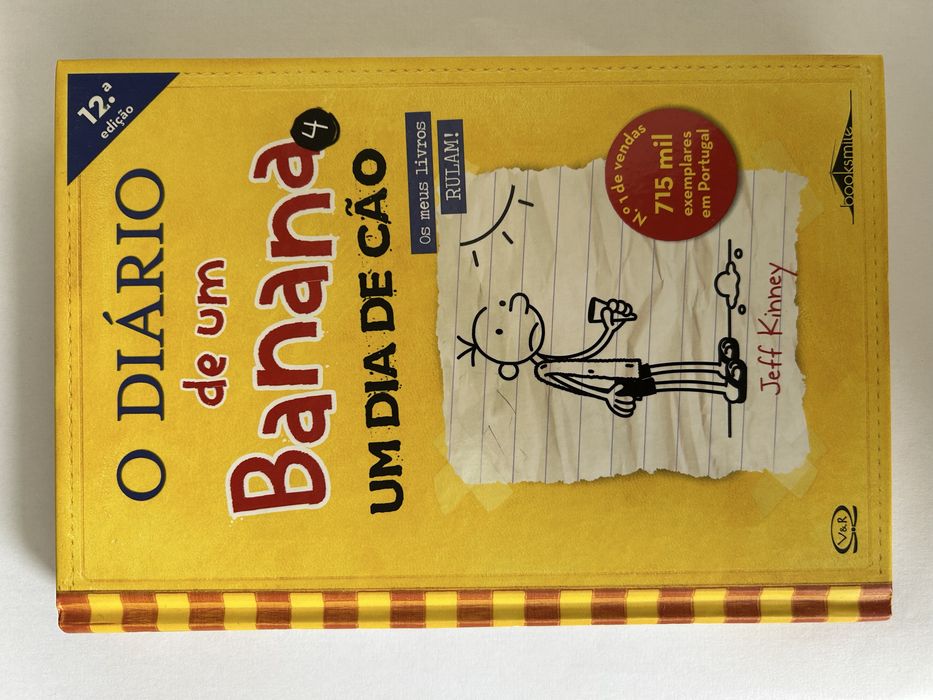 12.ª
edição
O DIÁRIO
de um
Banana
4
UM DIA DE CÃO
Os meus livros
RULAM!
N.º 1 de vendas
715 mil
exemplares
em Portugal
Jeff Kinney
V&R
booksmile